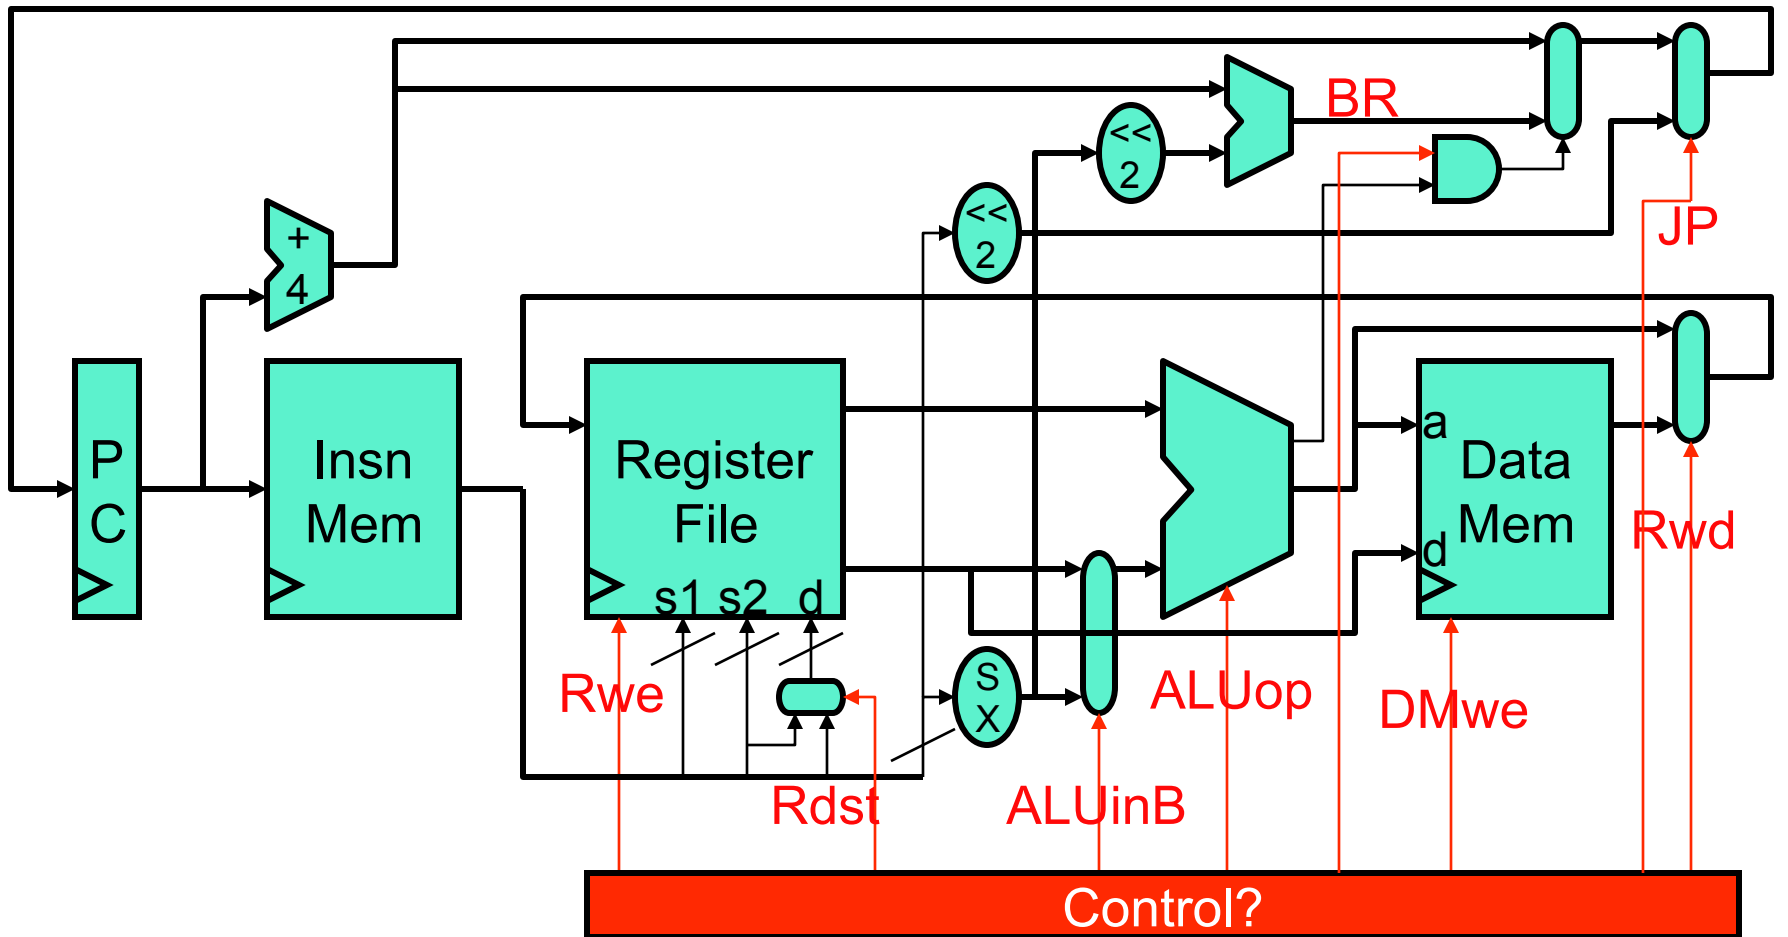 BR
<<
2
<<
2
JP
+
4
P
C
Insn
Mem
Register
File
s1 s2 d
a
Data
Mem
d
Rwd
Rwe
S
X
ALUop
DMwe
Rdst
ALUinB
Control?